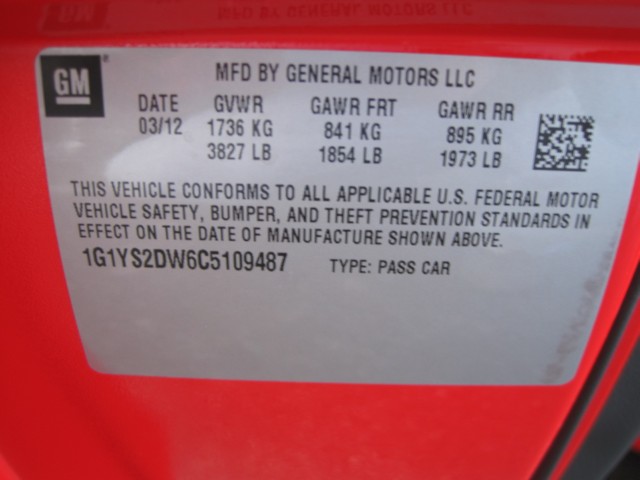 GM
MFD BY GENERAL MOTORS LLC
DATE GVWR GAWR FRT GAWR RR
03/12 1736 KG 841 KG 895 KG
3827 LB 1854 LB 1973 LB
THIS VEHICLE CONFORMS TO ALL APPLICABLE U.S. FEDERAL MOTOR
VEHICLE SAFETY, BUMPER, AND THEFT PREVENTION STANDARDS IN
EFFECT ON THE DATE OF MANUFACTURE SHOWN ABOVE.
1G1YS2DW6C5109487 TYPE: PASS CAR